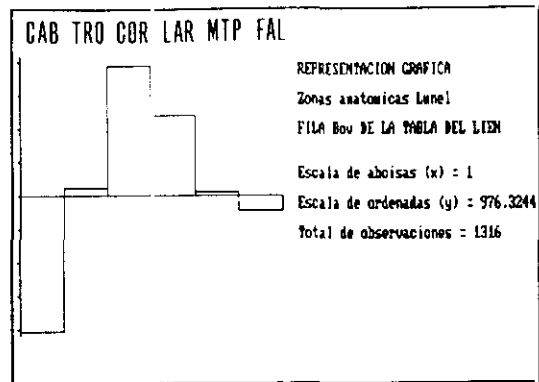 CAB TRO COR LAR MTP FAL
REPRESENTACION GRAFICA
Zonas anatomicas Lunel
FILA Bov DE LA TABLA DEL LIEN
Escala de abcisas (x) = 1
Escala de ordenadas (y) = 976.3244
Total de observaciones = 1316